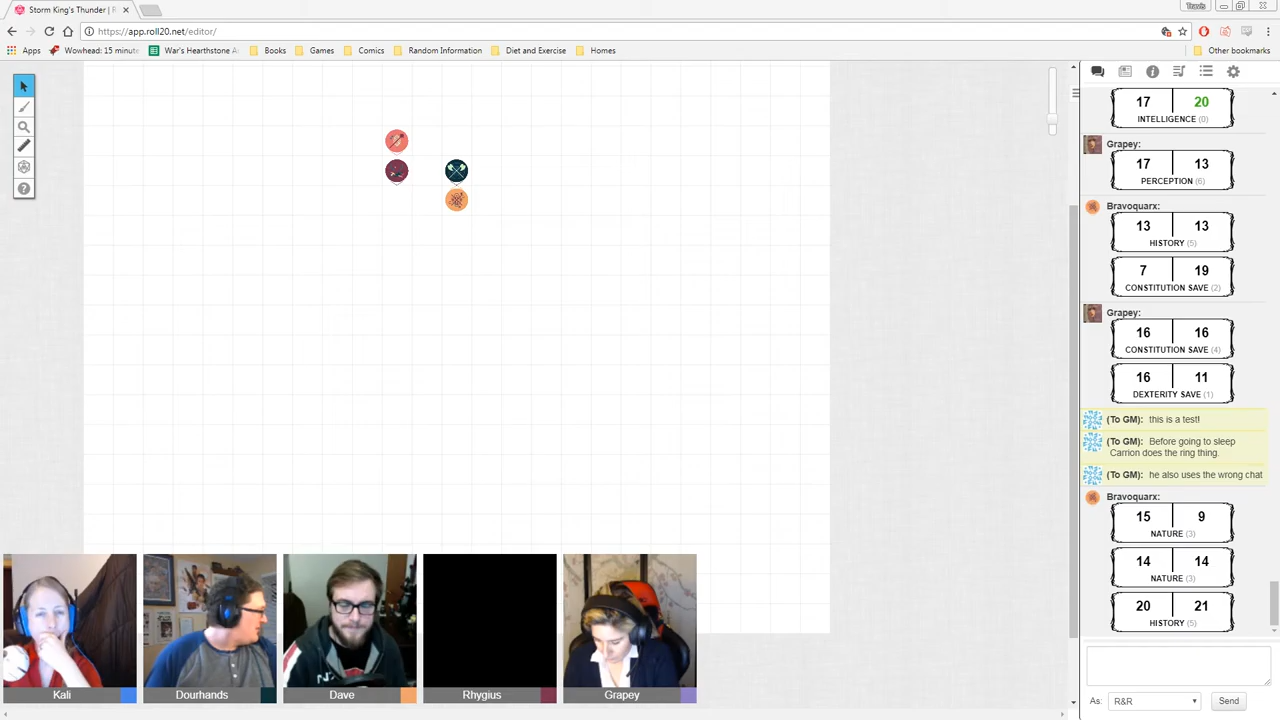 Storm King's Thunder | R
Travis
https://app.roll20.net/editor/
Apps
Wowhead: 15 minute
War's Hearthstone A
Books
Games
Comics
Random Information
Diet and Exercise
Homes
Other bookmarks
17 20
INTELLIGENCE (0)
Grapey:
17 13
PERCEPTION (6)
Bravoquarx:
13 13
HISTORY (5)
7 19
CONSTITUTION SAVE (2)
Grapey:
16 16
CONSTITUTION SAVE (4)
16 11
DEXTERITY SAVE (1)
(To GM): this is a test!
(To GM): Before going to sleep
Carrion does the ring thing.
(To GM): he also uses the wrong chat
Bravoquarx:
15 9
NATURE (3)
14 14
NATURE (3)
20 21
HISTORY (5)
Kali
Dourhands
Dave
Rhygius
Grapey
As: R&R
Send